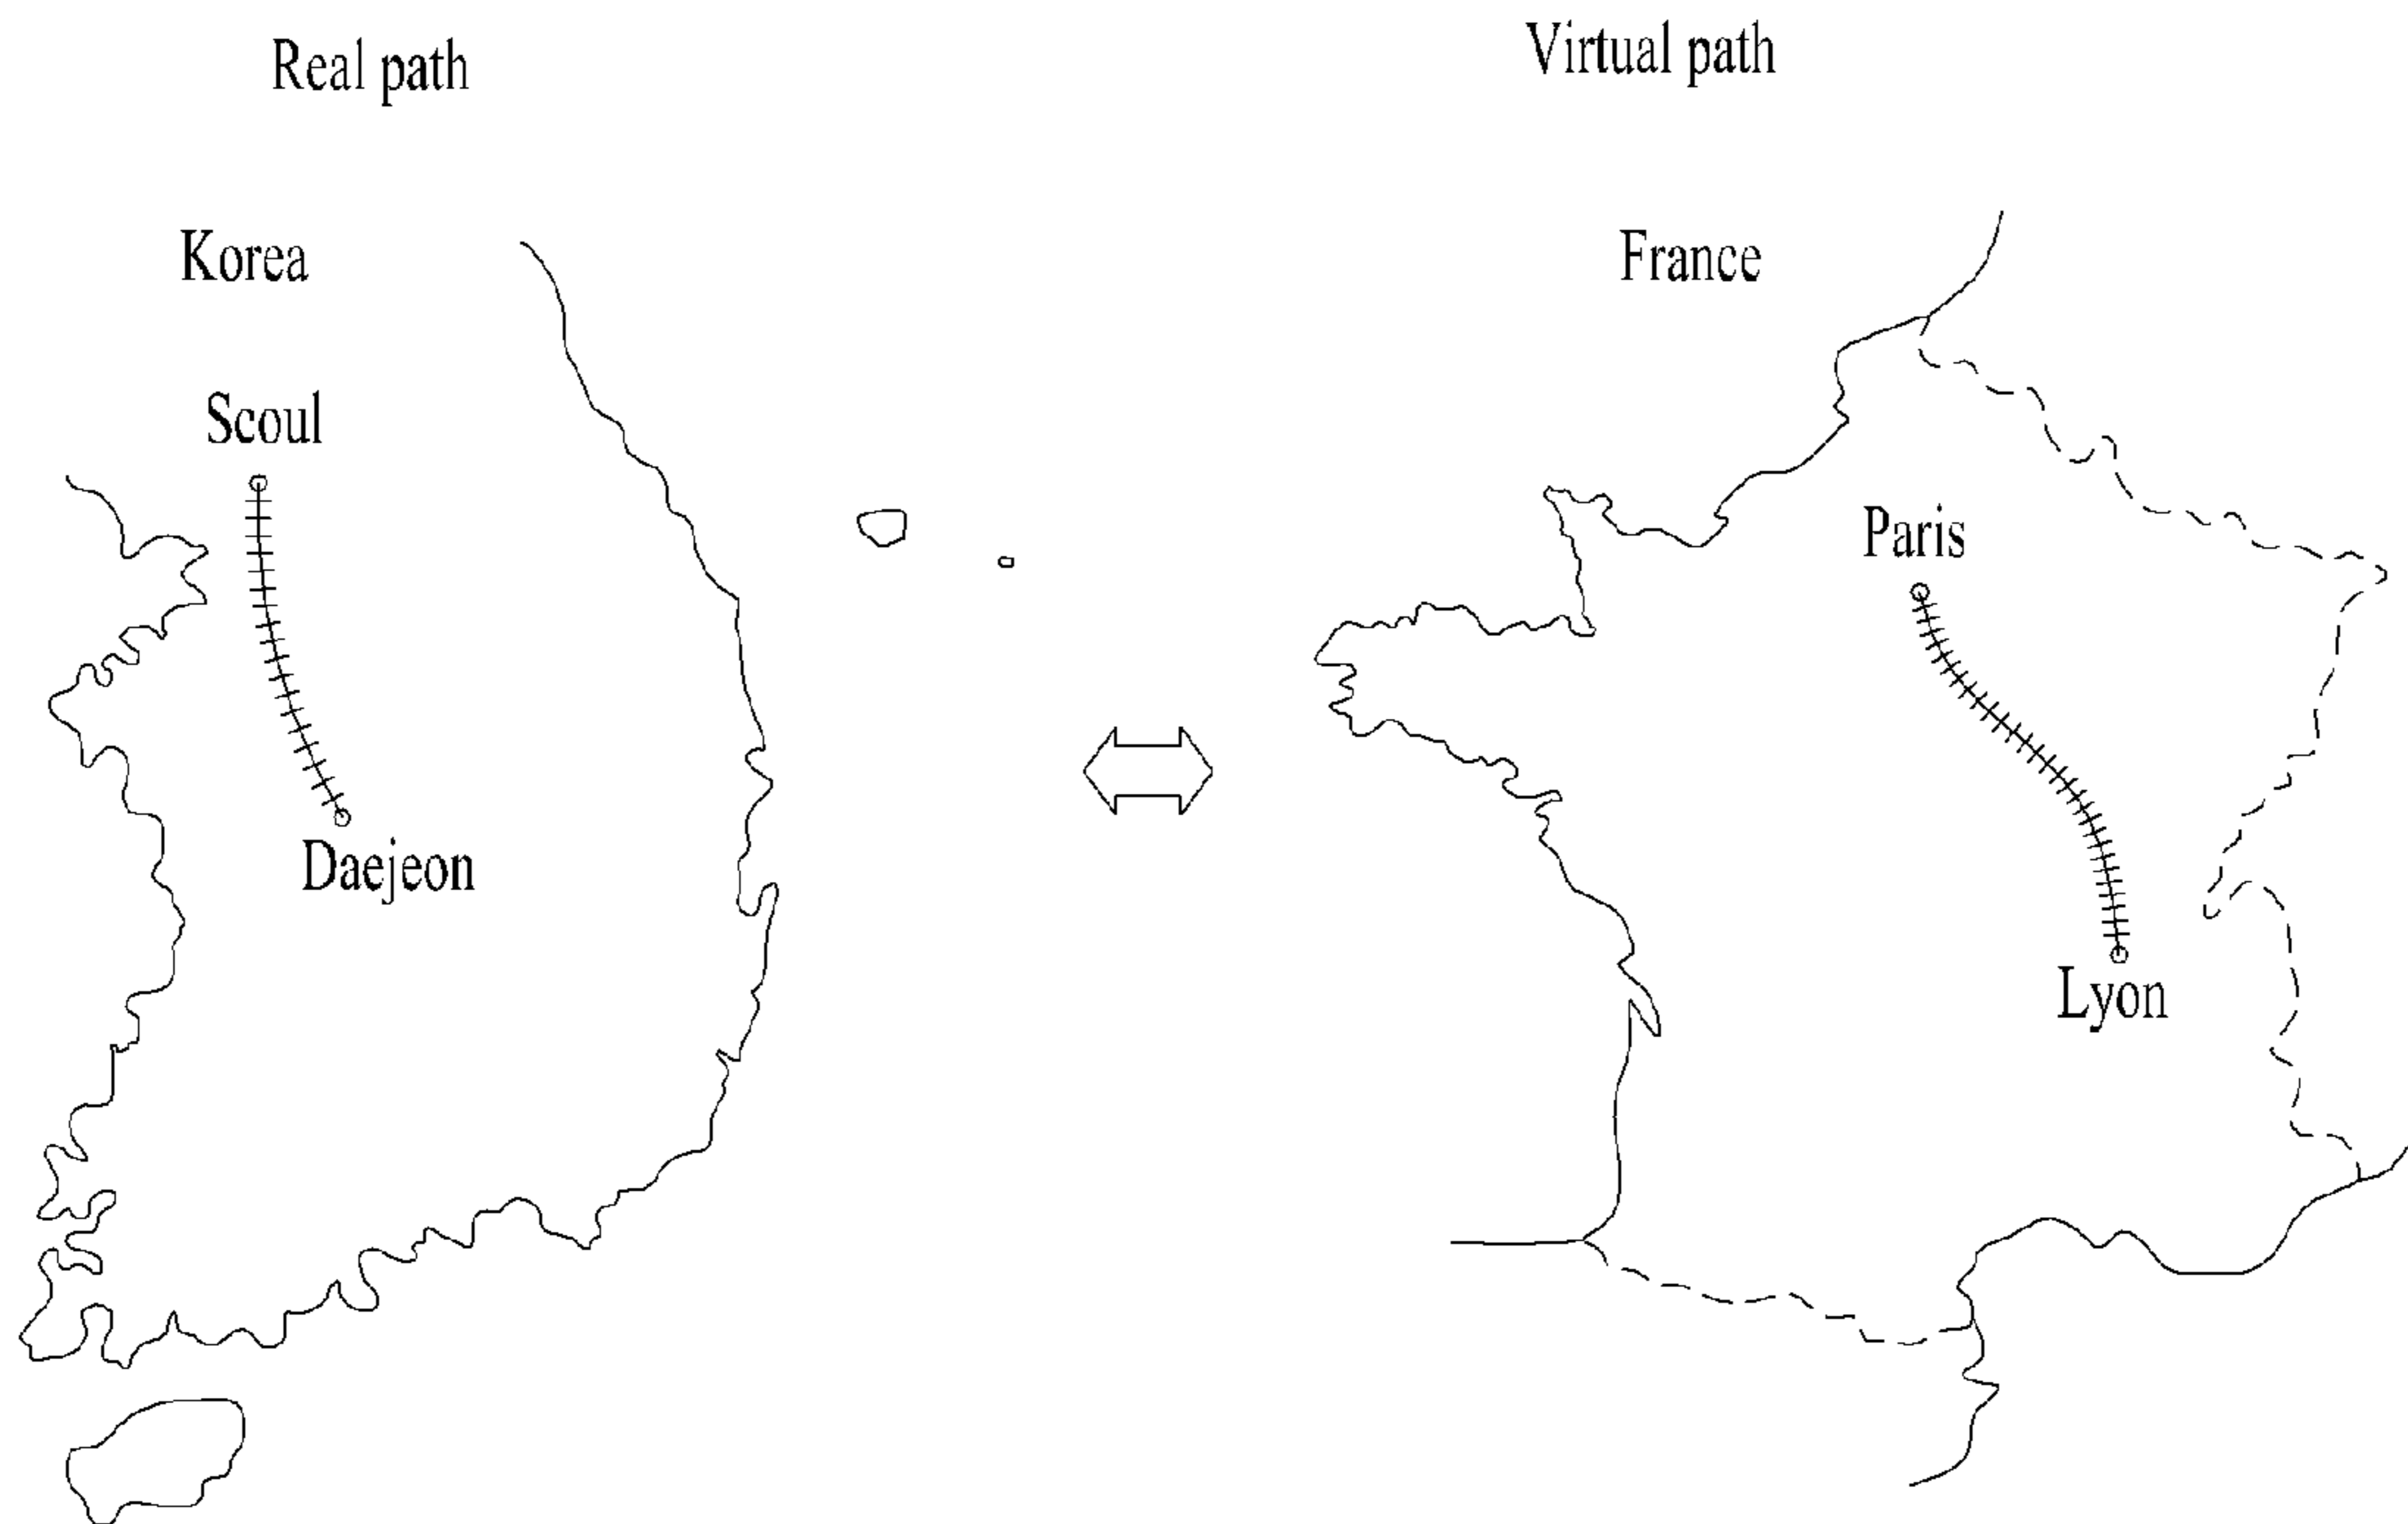 Real path
Virtual path
Korea
France
Scoul
Paris
Daejeon
Lyon